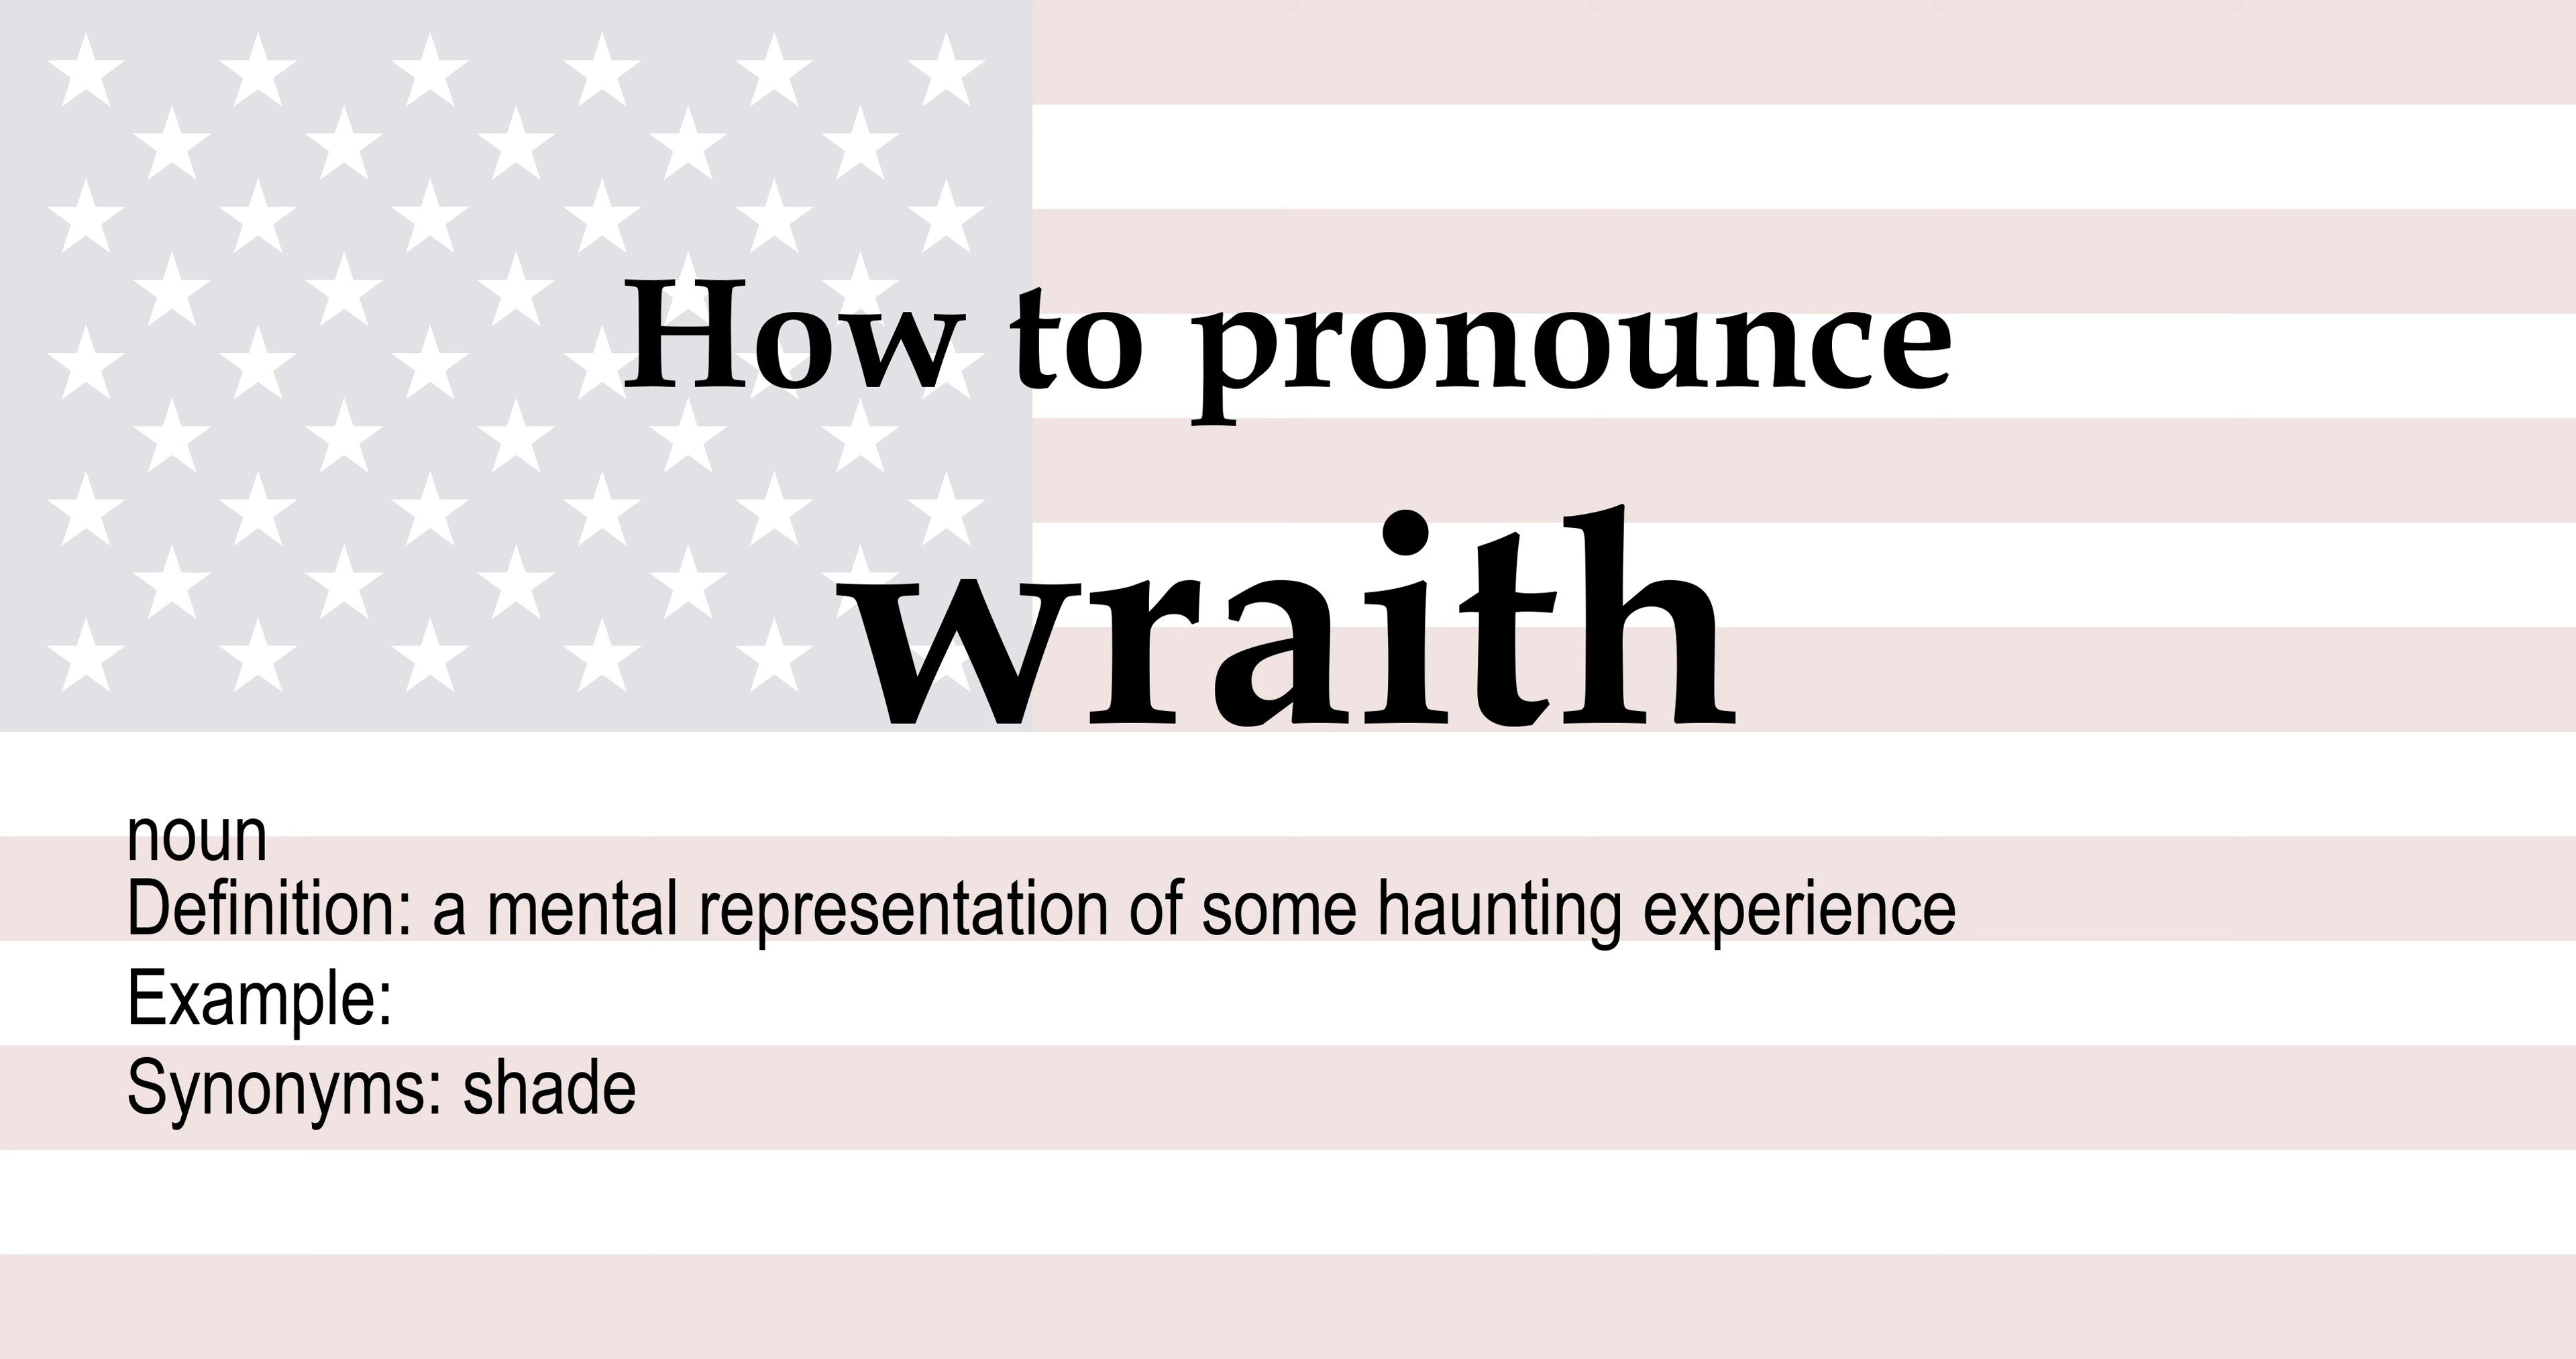 How to pronounce
wraith
noun
Definition: a mental representation of some haunting experience
Example:
Synonyms: shade